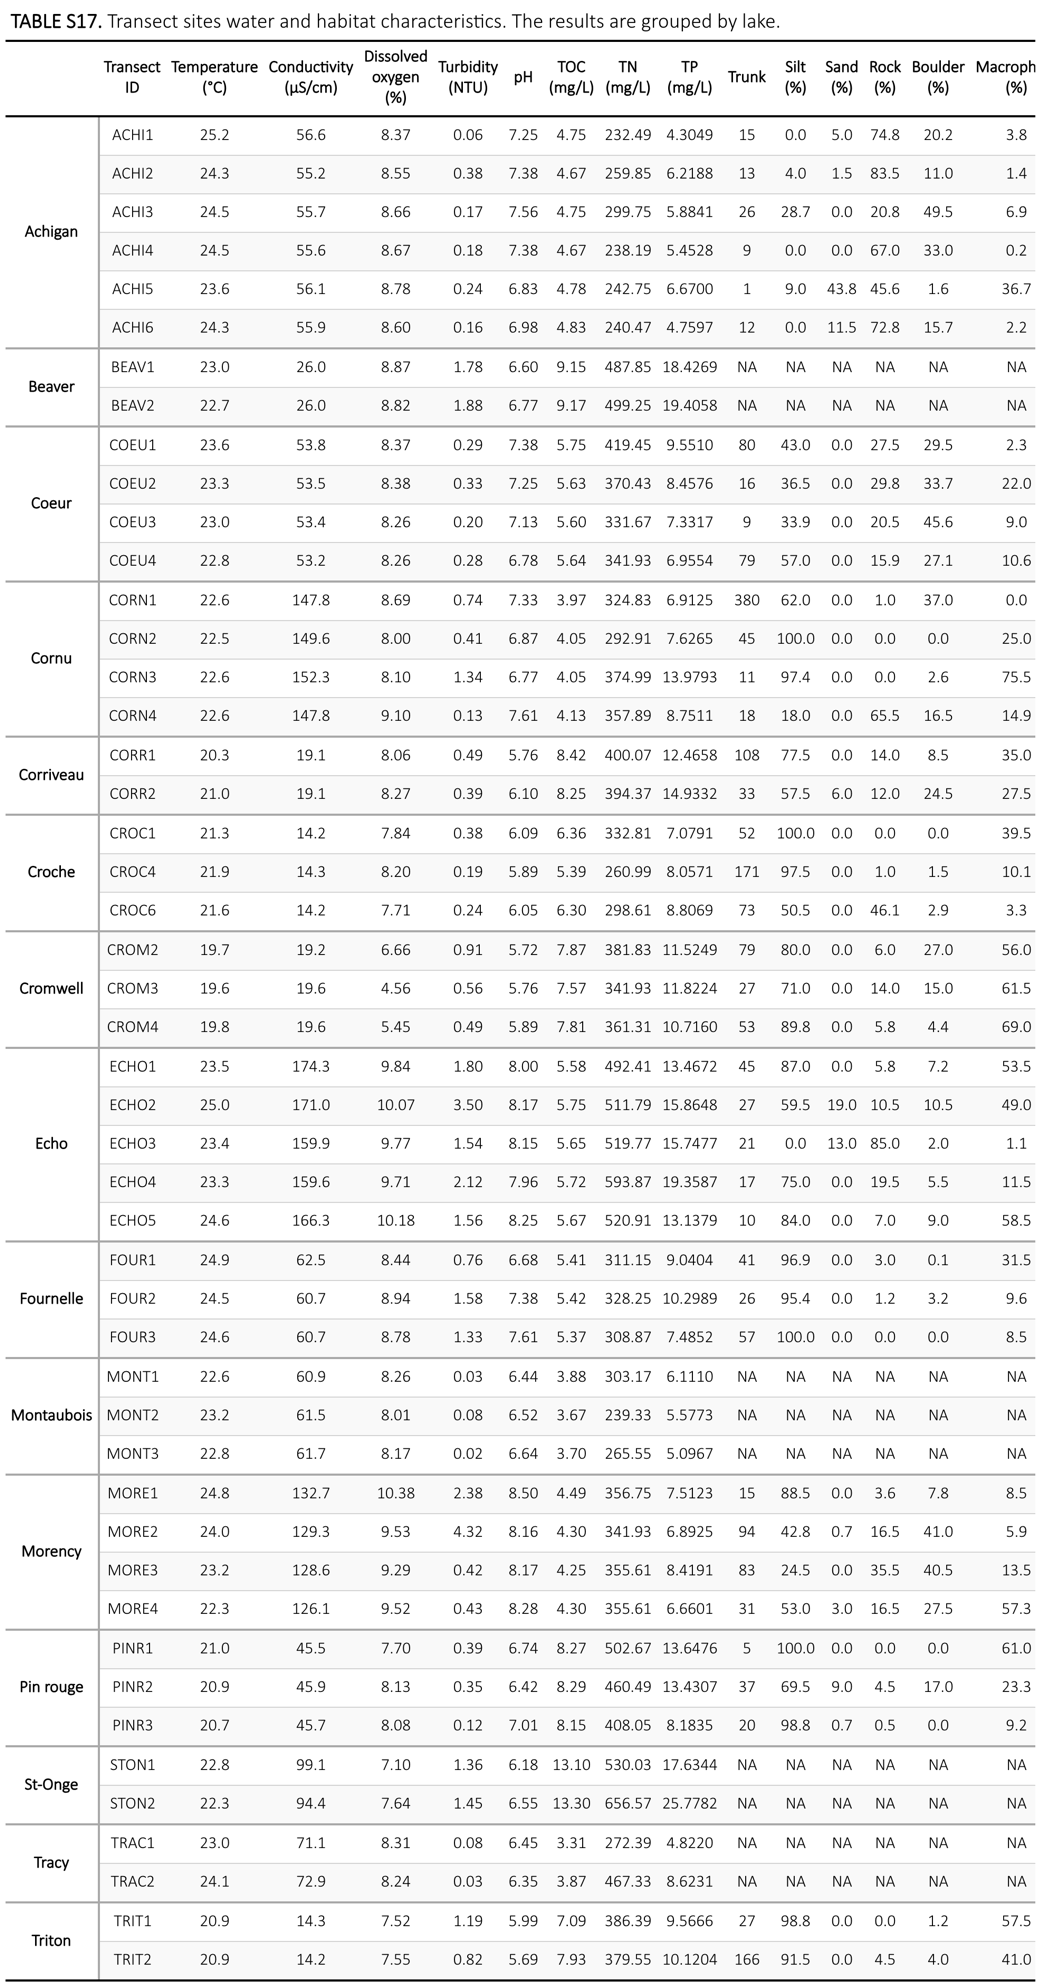 TABLE S17. Transect sites water and habitat characteristics. The results are grouped by lake.
Transect ID Temperature (°C) Conductivity (µS/cm) Dissolved oxygen (%) Turbidity (NTU) pH TOC (mg/L) TN (mg/L) TP (mg/L) Trunk Silt (%) Sand (%) Rock (%) Boulder (%) Macroph (%)
Achigan
ACHI1 25.2 56.6 8.37 0.06 7.25 4.75 232.49 4.3049 15 0.0 5.0 74.8 20.2 3.8
ACHI2 24.3 55.2 8.55 0.38 7.38 4.67 259.85 6.2188 13 4.0 1.5 83.5 11.0 1.4
ACHI3 24.5 55.7 8.66 0.17 7.56 4.75 299.75 5.8841 26 28.7 0.0 20.8 49.5 6.9
ACHI4 24.5 55.6 8.67 0.18 7.38 4.67 238.19 5.4528 9 0.0 0.0 67.0 33.0 0.2
ACHI5 23.6 56.1 8.78 0.24 6.83 4.78 242.75 6.6700 1 9.0 43.8 45.6 1.6 36.7
ACHI6 24.3 55.9 8.60 0.16 6.98 4.83 240.47 4.7597 12 0.0 11.5 72.8 15.7 2.2
Beaver
BEAV1 23.0 26.0 8.87 1.78 6.60 9.15 487.85 18.4269 NA NA NA NA NA NA
BEAV2 22.7 26.0 8.82 1.88 6.77 9.17 499.25 19.4058 NA NA NA NA NA NA
Coeur
COEU1 23.6 53.8 8.37 0.29 7.38 5.75 419.45 9.5510 80 43.0 0.0 27.5 29.5 2.3
COEU2 23.3 53.5 8.38 0.33 7.25 5.63 370.43 8.4576 16 36.5 0.0 29.8 33.7 22.0
COEU3 23.0 53.4 8.26 0.20 7.13 5.60 331.67 7.3317 9 33.9 0.0 20.5 45.6 9.0
COEU4 22.8 53.2 8.26 0.28 6.78 5.64 341.93 6.9554 79 57.0 0.0 15.9 27.1 10.6
Cornu
CORN1 22.6 147.8 8.69 0.74 7.33 3.97 324.83 6.9125 380 62.0 0.0 1.0 37.0 0.0
CORN2 22.5 149.6 8.00 0.41 6.87 4.05 292.91 7.6265 45 100.0 0.0 0.0 0.0 25.0
CORN3 22.6 152.3 8.10 1.34 6.77 4.05 374.99 13.9793 11 97.4 0.0 0.0 2.6 75.5
CORN4 22.6 147.8 9.10 0.13 7.61 4.13 357.89 8.7511 18 18.0 0.0 65.5 16.5 14.9
Corriveau
CORR1 20.3 19.1 8.06 0.49 5.76 8.42 400.07 12.4658 108 77.5 0.0 14.0 8.5 35.0
CORR2 21.0 19.1 8.27 0.39 6.10 8.25 394.37 14.9332 33 57.5 6.0 12.0 24.5 27.5
Croche
CROC1 21.3 14.2 7.84 0.38 6.09 6.36 332.81 7.0791 52 100.0 0.0 0.0 0.0 39.5
CROC4 21.9 14.3 8.20 0.19 5.89 5.39 260.99 8.0571 171 97.5 0.0 1.0 1.5 10.1
CROC6 21.6 14.2 7.71 0.24 6.05 6.30 298.61 8.8069 73 50.5 0.0 46.1 2.9 3.3
Cromwell
CROM2 19.7 19.2 6.66 0.91 5.72 7.87 381.83 11.5249 79 80.0 0.0 6.0 27.0 56.0
CROM3 19.6 19.6 4.56 0.56 5.76 7.57 341.93 11.8224 27 71.0 0.0 14.0 15.0 61.5
CROM4 19.8 19.6 5.45 0.49 5.89 7.81 361.31 10.7160 53 89.8 0.0 5.8 4.4 69.0
Echo
ECHO1 23.5 174.3 9.84 1.80 8.00 5.58 492.41 13.4672 45 87.0 0.0 5.8 7.2 53.5
ECHO2 25.0 171.0 10.07 3.50 8.17 5.75 511.79 15.8648 27 59.5 19.0 10.5 10.5 49.0
ECHO3 23.4 159.9 9.77 1.54 8.15 5.65 519.77 15.7477 21 0.0 13.0 85.0 2.0 1.1
ECHO4 23.3 159.6 9.71 2.12 7.96 5.72 593.87 19.3587 17 75.0 0.0 19.5 5.5 11.5
ECHO5 24.6 166.3 10.18 1.56 8.25 5.67 520.91 13.1379 10 84.0 0.0 7.0 9.0 58.5
Fournelle
FOUR1 24.9 62.5 8.44 0.76 6.68 5.41 311.15 9.0404 41 96.9 0.0 3.0 0.1 31.5
FOUR2 24.5 60.7 8.94 1.58 7.38 5.42 328.25 10.2989 26 95.4 0.0 1.2 3.2 9.6
FOUR3 24.6 60.7 8.78 1.33 7.61 5.37 308.87 7.4852 57 100.0 0.0 0.0 0.0 8.5
Montaubois
MONT1 22.6 60.9 8.26 0.03 6.44 3.88 303.17 6.1110 NA NA NA NA NA NA
MONT2 23.2 61.5 8.01 0.08 6.52 3.67 239.33 5.5773 NA NA NA NA NA NA
MONT3 22.8 61.7 8.17 0.02 6.64 3.70 265.55 5.0967 NA NA NA NA NA NA
Morency
MORE1 24.8 132.7 10.38 2.38 8.50 4.49 356.75 7.5123 15 88.5 0.0 3.6 7.8 8.5
MORE2 24.0 129.3 9.53 4.32 8.16 4.30 341.93 6.8925 94 42.8 0.7 16.5 41.0 5.9
MORE3 23.2 128.6 9.29 0.42 8.17 4.25 355.61 8.4191 83 24.5 0.0 35.5 40.5 13.5
MORE4 22.3 126.1 9.52 0.43 8.28 4.30 355.61 6.6601 31 53.0 3.0 16.5 27.5 57.3
Pin rouge
PINR1 21.0 45.5 7.70 0.39 6.74 8.27 502.67 13.6476 5 100.0 0.0 0.0 0.0 61.0
PINR2 20.9 45.9 8.13 0.35 6.42 8.29 460.49 13.4307 37 69.5 9.0 4.5 17.0 23.3
PINR3 20.7 45.7 8.08 0.12 7.01 8.15 408.05 8.1835 20 98.8 0.7 0.5 0.0 9.2
St-Onge
STON1 22.8 99.1 7.10 1.36 6.18 13.10 530.03 17.6344 NA NA NA NA NA NA
STON2 22.3 94.4 7.64 1.45 6.55 13.30 656.57 25.7782 NA NA NA NA NA NA
Tracy
TRAC1 23.0 71.1 8.31 0.08 6.45 3.31 272.39 4.8220 NA NA NA NA NA NA
TRAC2 24.1 72.9 8.24 0.03 6.35 3.87 467.33 8.6231 NA NA NA NA NA NA
Triton
TRIT1 20.9 14.3 7.52 1.19 5.99 7.09 386.39 9.5666 27 98.8 0.0 0.0 1.2 57.5
TRIT2 20.9 14.2 7.55 0.82 5.69 7.93 379.55 10.1204 166 91.5 0.0 4.5 4.0 41.0